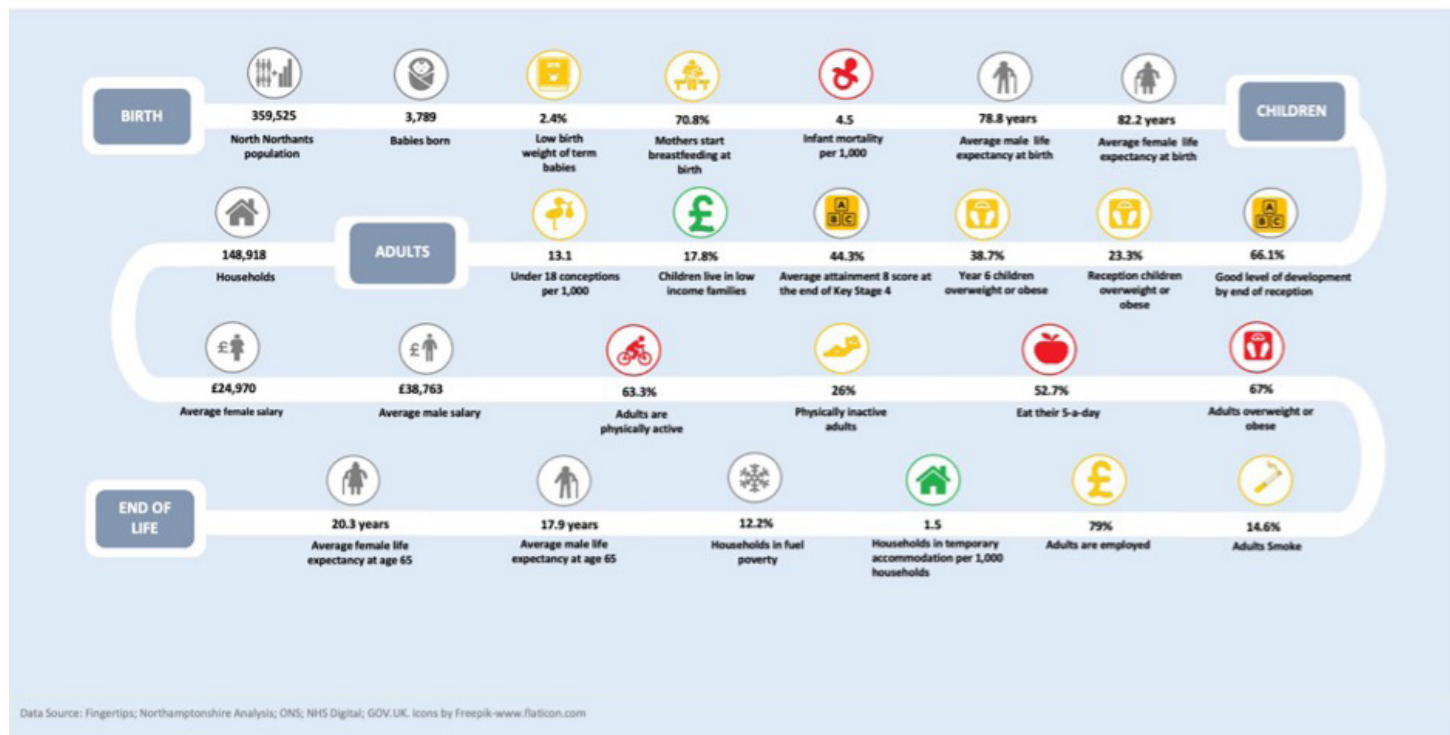 BIRTH
359,525
North Northants
population
3,789
Babies born
2.4%
Low birth
weight of term
babies
70.8%
Mothers start
breastfeeding at
birth
4.5
Infant mortality
per 1,000
78.8 years
Average male life
expectancy at birth
82.2 years
Average female life
expectancy at birth
CHILDREN
A
B C
66.1%
Good level of development
by end of reception
23.3%
Reception children
overweight or
obese
38.7%
Year 6 children
overweight or obese
A
B C
44.3%
Average attainment 8 score at
the end of Key Stage 4
£
17.8%
Children live in low
income families
13.1
Under 18 conceptions
per 1,000
ADULTS
148,918
Households
£
£24,970
Average female salary
£
£38,763
Average male salary
63.3%
Adults are
physically active
26%
Physically inactive
adults
52.7%
Eat their 5-a-day
67%
Adults overweight or
obese
14.6%
Adults Smoke
£
79%
Adults are employed
1.5
Households in temporary
accommodation per 1,000
households
12.2%
Households in fuel
poverty
17.9 years
Average male life
expectancy at age 65
20.3 years
Average female life
expectancy at age 65
END OF
LIFE
Data Source: Fingertips; Northamptonshire Analysis; ONS; NHS Digital; GOV.UK. Icons by Freepik-www.flaticon.com